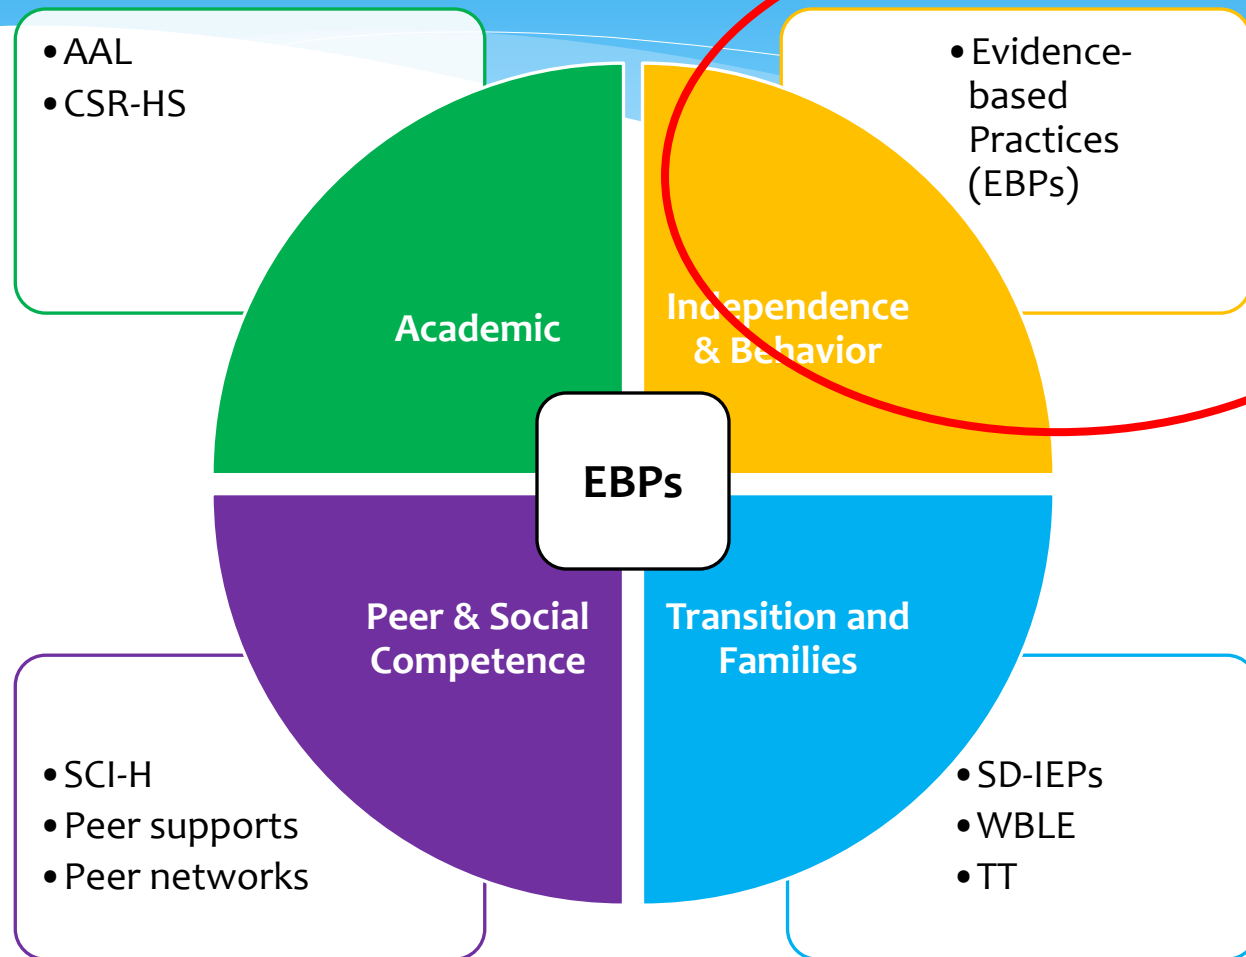 •AAL
•CSR-HS
•Evidence-
based
Practices
(EBPs)
Academic
Independence
& Behavior
EBPs
Peer & Social
Competence
Transition and
Families
•SCI-H
•Peer supports
•Peer networks
•SD-IEPs
•WBLE
•TT